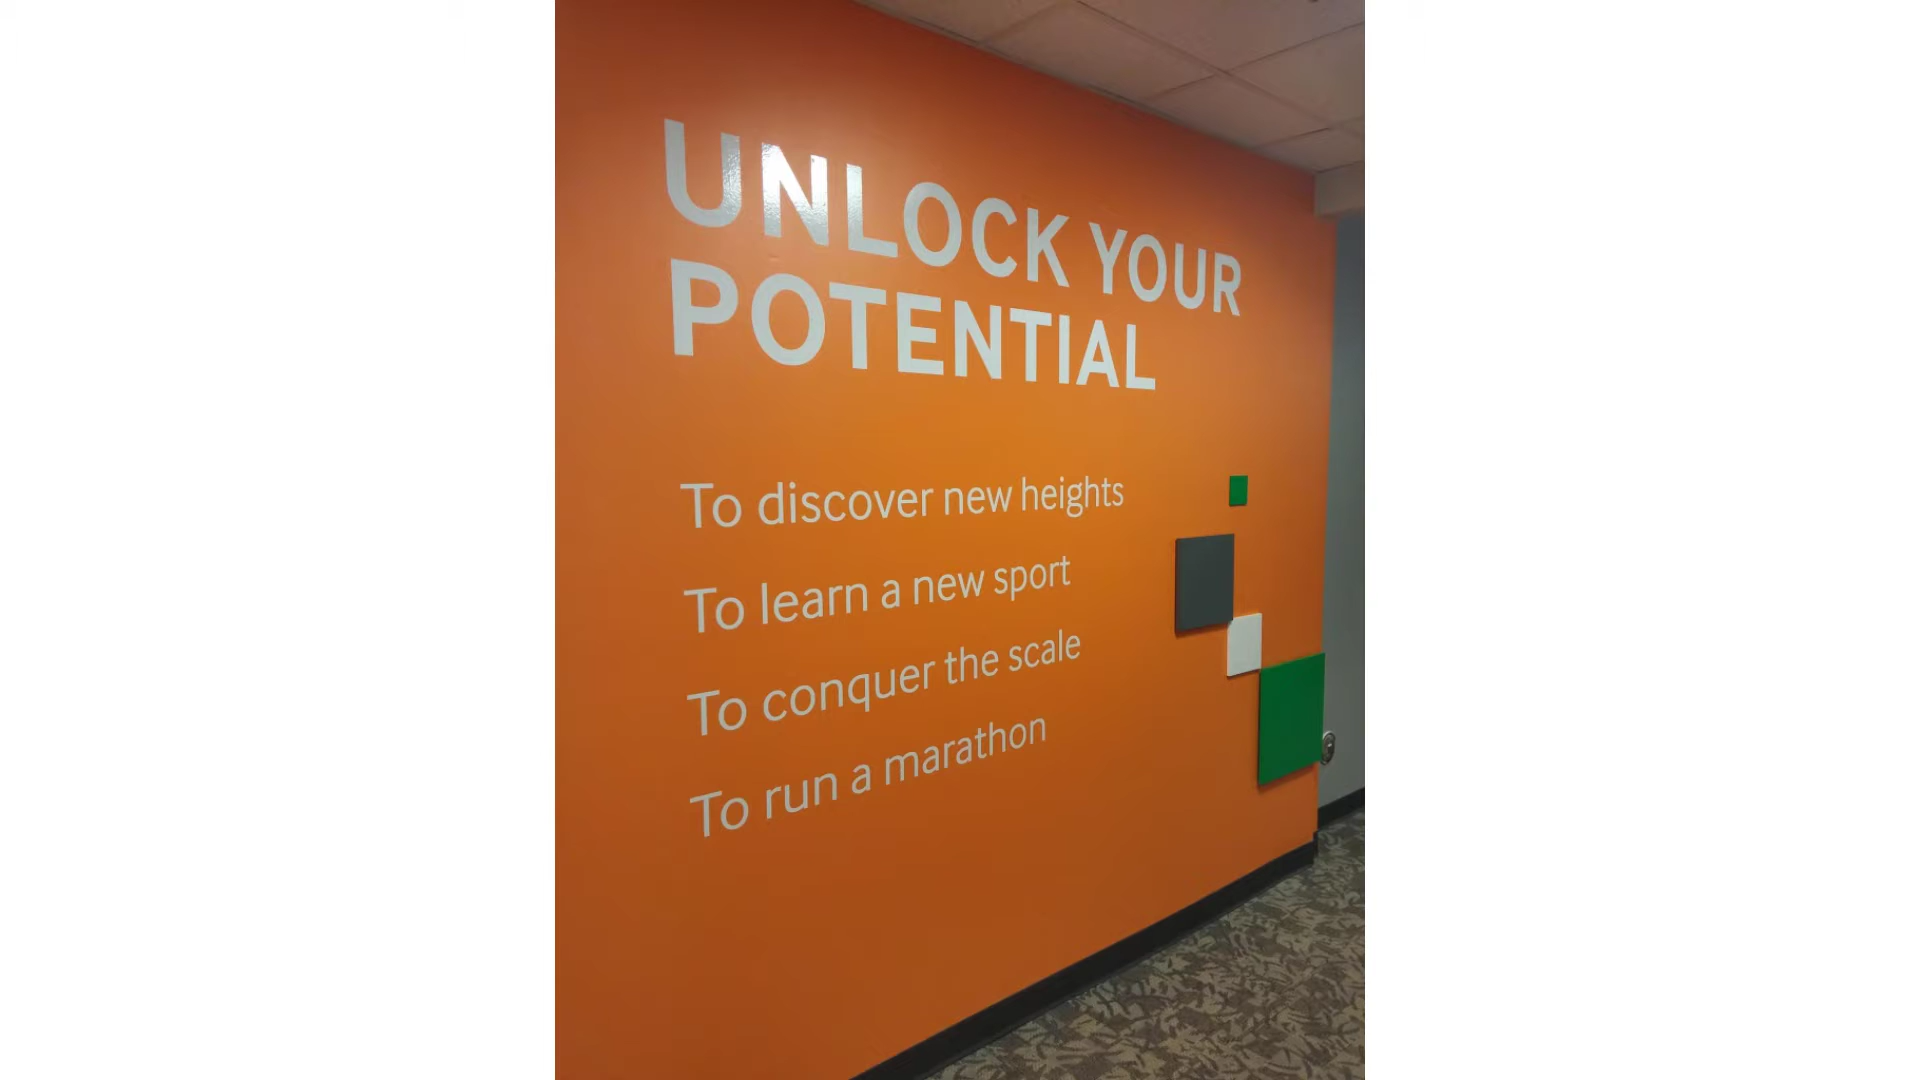 UNLOCK YOUR
POTENTIAL
To discover new heights
To learn a new sport
To conquer the scale
To run a marathon